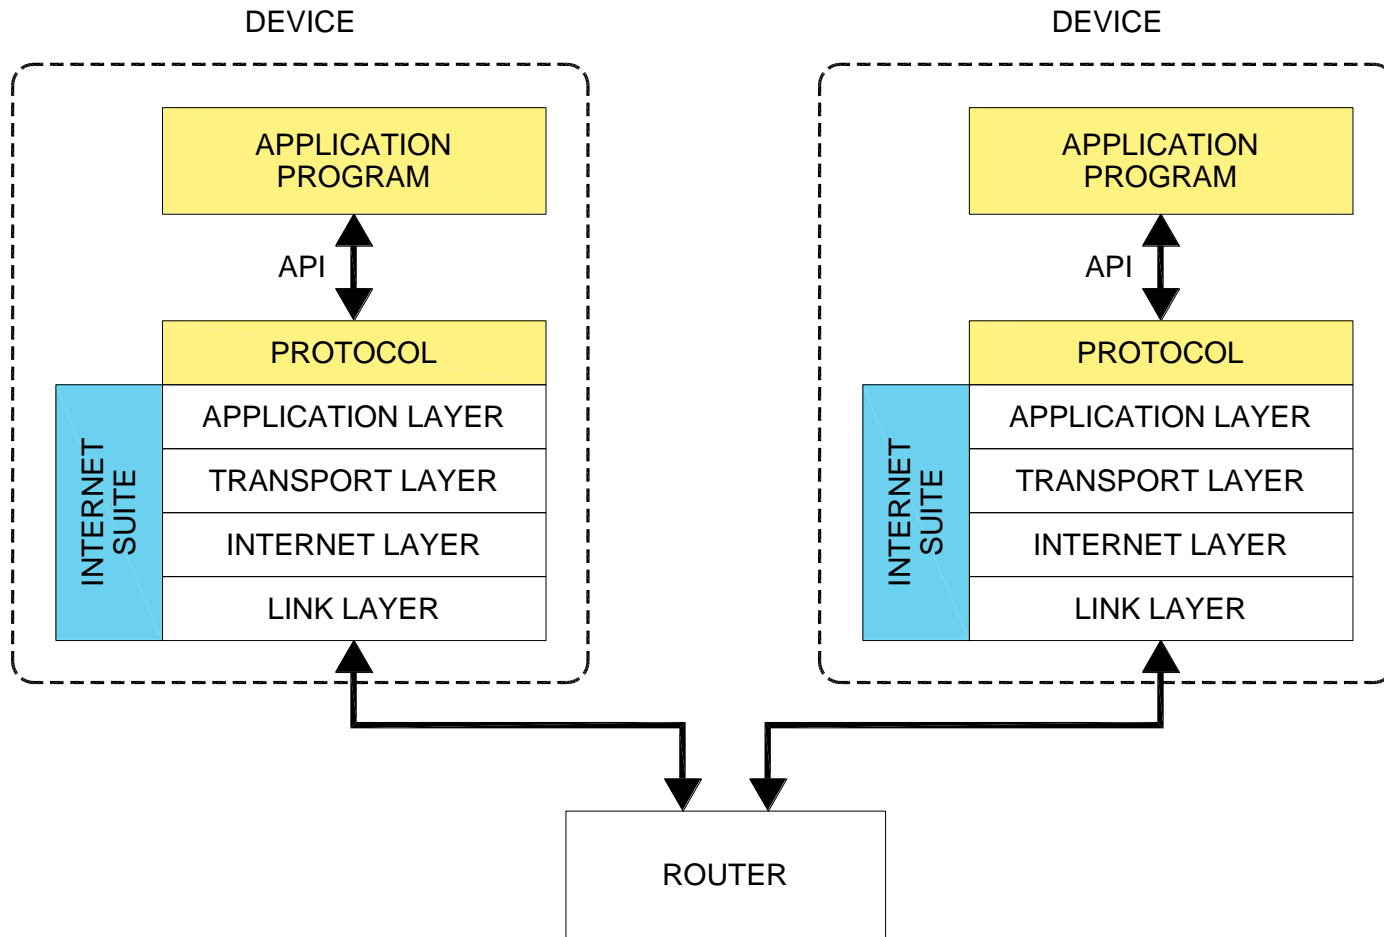 DEVICE
APPLICATION
PROGRAM
API
PROTOCOL
INTERNET
SUITE
APPLICATION LAYER
TRANSPORT LAYER
INTERNET LAYER
LINK LAYER
DEVICE
APPLICATION
PROGRAM
API
PROTOCOL
INTERNET
SUITE
APPLICATION LAYER
TRANSPORT LAYER
INTERNET LAYER
LINK LAYER
ROUTER